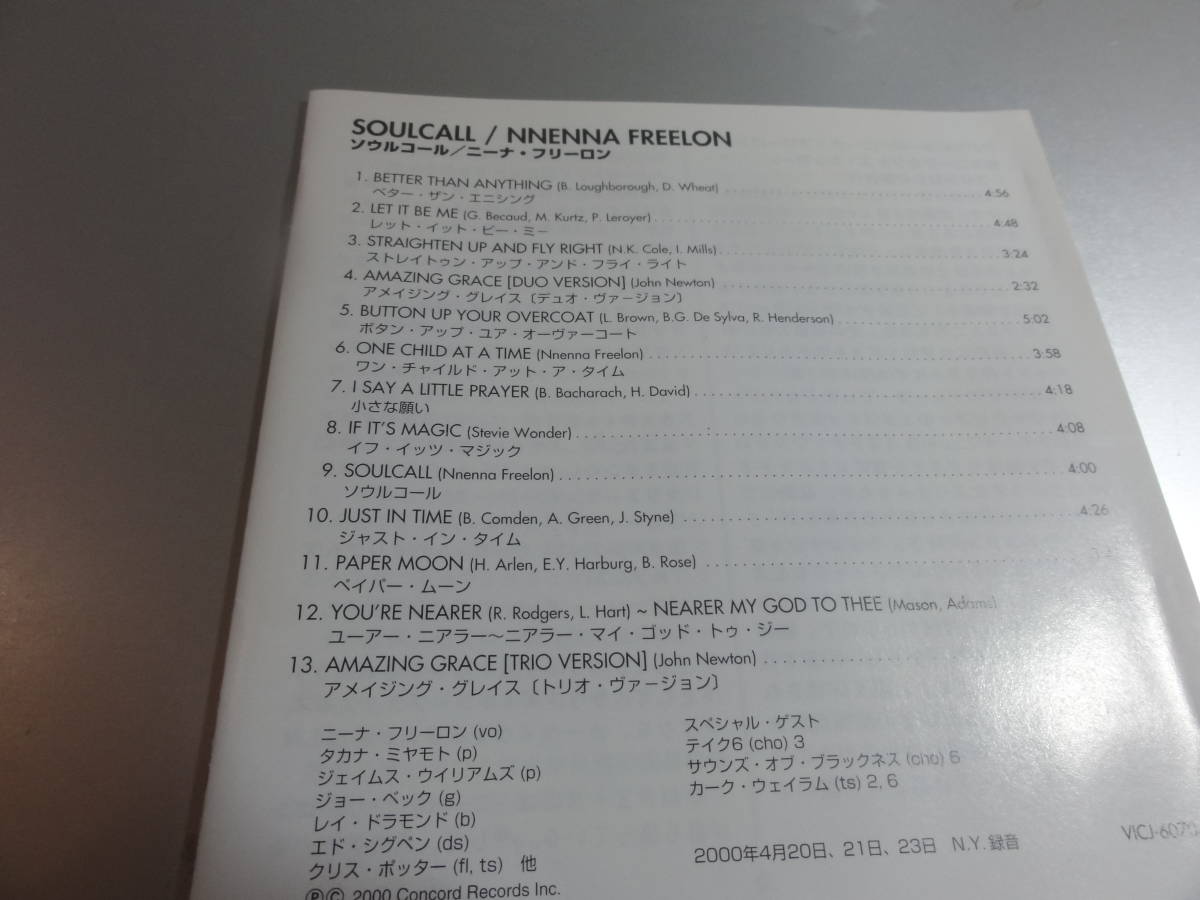 SOULCALL / NNENNA FREELON
ソウルコール／ニーナ・フリーロン
1. BETTER THAN ANYTHING (B. Loughborough, D. Wheat) 4:56
ベター・ザン・エニシング
2. LET IT BE ME (G. Becaud, M. Kurtz, P. Leroyer) 4:48
レット・イット・ビー・ミー
3. STRAIGHTEN UP AND FLY RIGHT (N.K. Cole, I. Mills) 3:24
ストレイトゥン・アップ・アンド・フライ・ライト
4. AMAZING GRACE [DUO VERSION] (John Newton) 2:32
アメイジング・グレイス〔デュオ・ヴァージョン〕
5. BUTTON UP YOUR OVERCOAT (L. Brown, B.G. De Sylva, R. Henderson) 5:02
ボタン・アップ・ユア・オーヴァーコート
6. ONE CHILD AT A TIME (Nnenna Freelon) 3:58
ワン・チャイルド・アット・ア・タイム
7. I SAY A LITTLE PRAYER (B. Bacharach, H. David) 4:18
小さな願い
8. IF IT'S MAGIC (Stevie Wonder) 4:08
イフ・イッツ・マジック
9. SOULCALL (Nnenna Freelon) 4:00
ソウルコール
10. JUST IN TIME (B. Comden, A. Green, J. Styne) 4:26
ジャスト・イン・タイム
11. PAPER MOON (H. Arlen, E.Y. Harburg, B. Rose)
ペイパー・ムーン
12. YOU'RE NEARER (R. Rodgers, L. Hart) ~ NEARER MY GOD TO THEE (Mason, Adams)
ユーアー・ニアラー～ニアラー・マイ・ゴッド・トゥ・ジー
13. AMAZING GRACE [TRIO VERSION] (John Newton)
アメイジング・グレイス〔トリオ・ヴァージョン〕
ニーナ・フリーロン (vo)
タカナ・ミヤモト (p)
ジェイムス・ウイリアムズ (p)
ジョー・ベック (g)
レイ・ドラモンド (b)
エド・シグペン (ds)
クリス・ポッター (fl, ts) 他
Ⓟ© 2000 Concord Records Inc.
スペシャル・ゲスト
テイク6 (cho) 3
サウンズ・オブ・ブラックネス (cho) 6
カーク・ウェイラム (ts) 2, 6
2000年4月20日、21日、23日 N.Y.録音